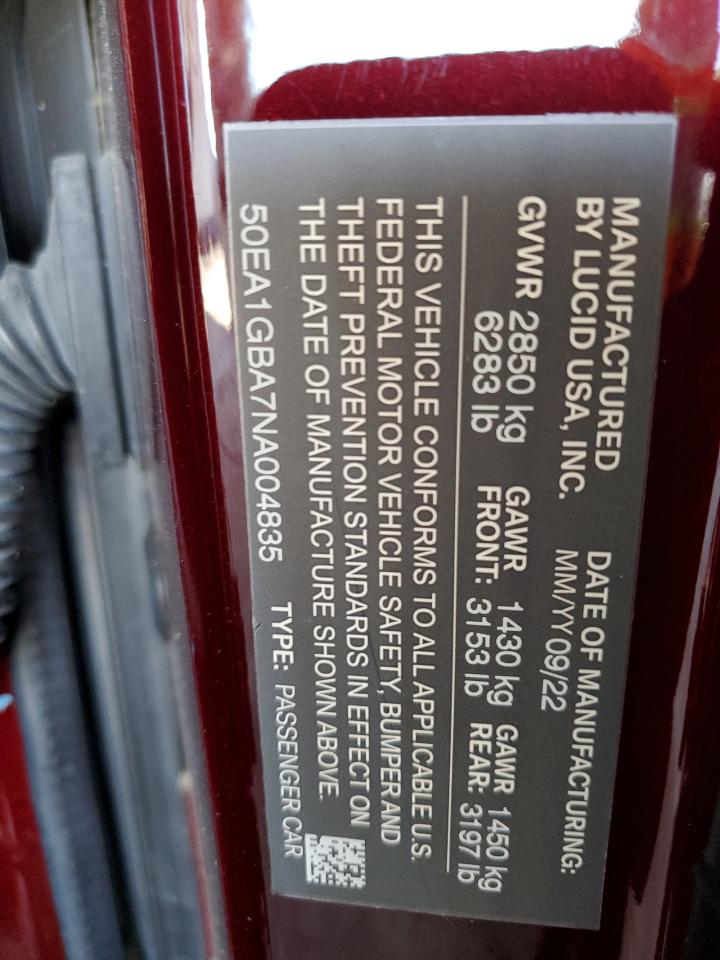 MANUFACTURED DATE OF MANUFACTURING:
BY LUCID USA, INC. MM/YY 09/22
GVWR 2850 kg GAWR 1430 kg GAWR 1450 kg
6283 lb FRONT: 3153 lb REAR: 3197 lb
THIS VEHICLE CONFORMS TO ALL APPLICABLE U.S.
FEDERAL MOTOR VEHICLE SAFETY, BUMPER AND
THEFT PREVENTION STANDARDS IN EFFECT ON
THE DATE OF MANUFACTURE SHOWN ABOVE.
50EA1GBA7NA004835 TYPE: PASSENGER CAR